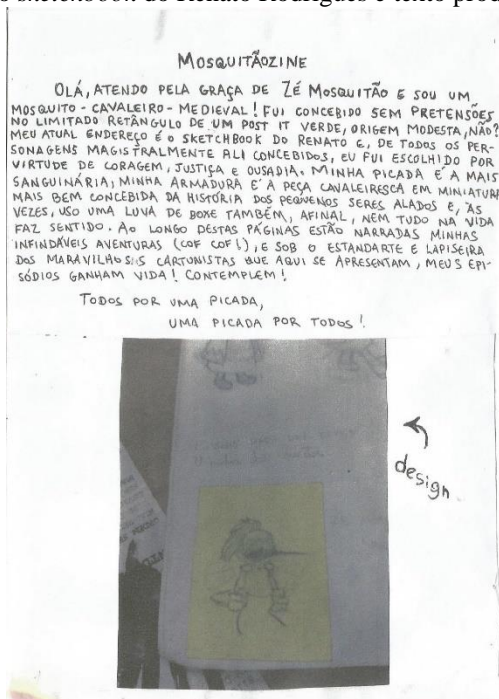 sketchbook do Renato Rodrigues e texto prod
MOSQUITÃOZINE
OLÁ, ATENDO PELA GRAÇA DE ZÉ MOSQUITÃO E SOU UM
MOSQUITO-CAVALEIRO-MEDIEVAL! FUI CONCEBIDO SEM PRETENSÕES
NO LIMITADO RETÂNGULO DE UM POST IT VERDE, ORIGEM MODESTA, NÃO?
MEU ATUAL ENDEREÇO É O SKETCHBOOK DO RENATO E, DE TODOS OS PER-
SONAGENS MAGISTRALMENTE ALI CONCEBIDOS, EU FUI ESCOLHIDO POR
VIRTUDE DE CORAGEM, JUSTIÇA E OUSADIA. MINHA PICADA É A MAIS
SANGUINÁRIA; MINHA ARMADURA É A PEÇA CAVALEIRESCA EM MINIATURA
MAIS BEM CONCEBIDA DA HISTÓRIA DOS PEQUENOS SERES ALADOS E, ÀS
VEZES, USO UMA LUVA DE BOXE TAMBÉM, AFINAL, NEM TUDO NA VIDA
FAZ SENTIDO. AO LONGO DESTAS PÁGINAS ESTÃO NARRADAS MINHAS
INFINDÁVEIS AVENTURAS (COF COF!), E SOB O ESTANDARTE E LAPISEIRA
DOS MARAVILHOSOS CARTUNISTAS QUE AQUI SE APRESENTAM, MEUS EPI-
SÓDIOS GANHAM VIDA! CONTEMPLEM!
TODOS POR UMA PICADA,
UMA PICADA POR TODOS!
design